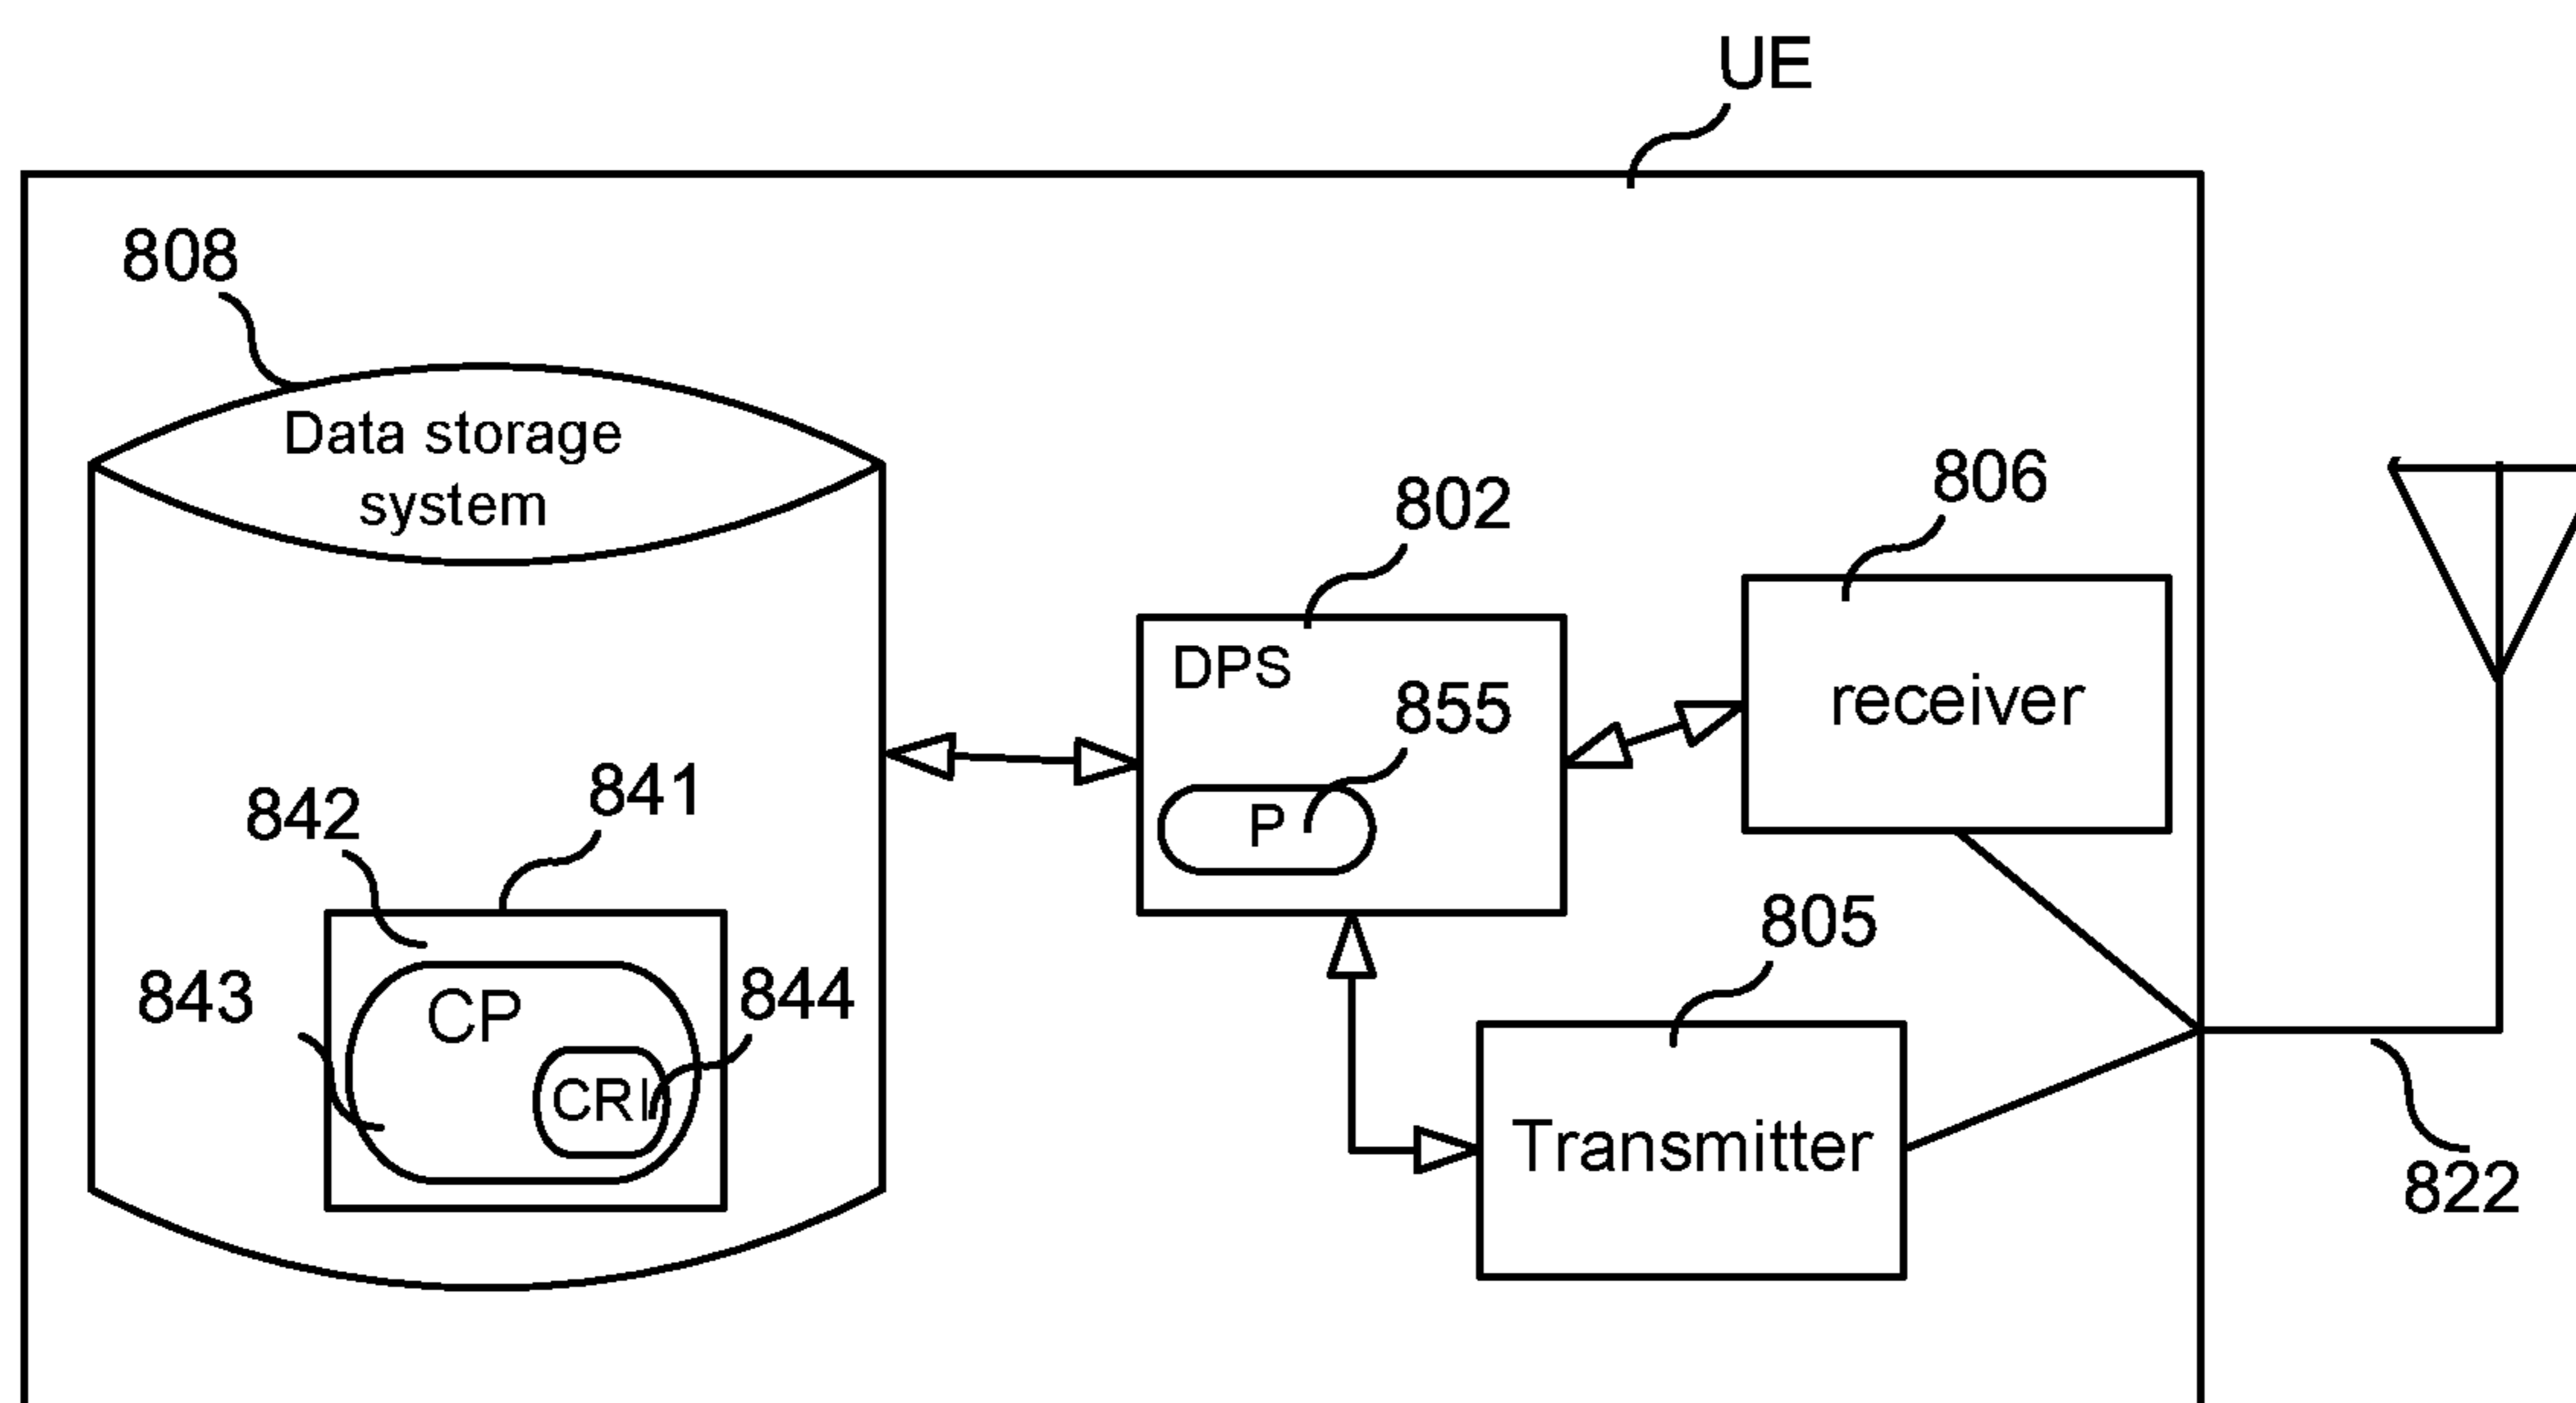 UE
808
Data storage
system
802
806
DPS
855
receiver
P
842
841
805
843
CP
844
CRI
Transmitter
822